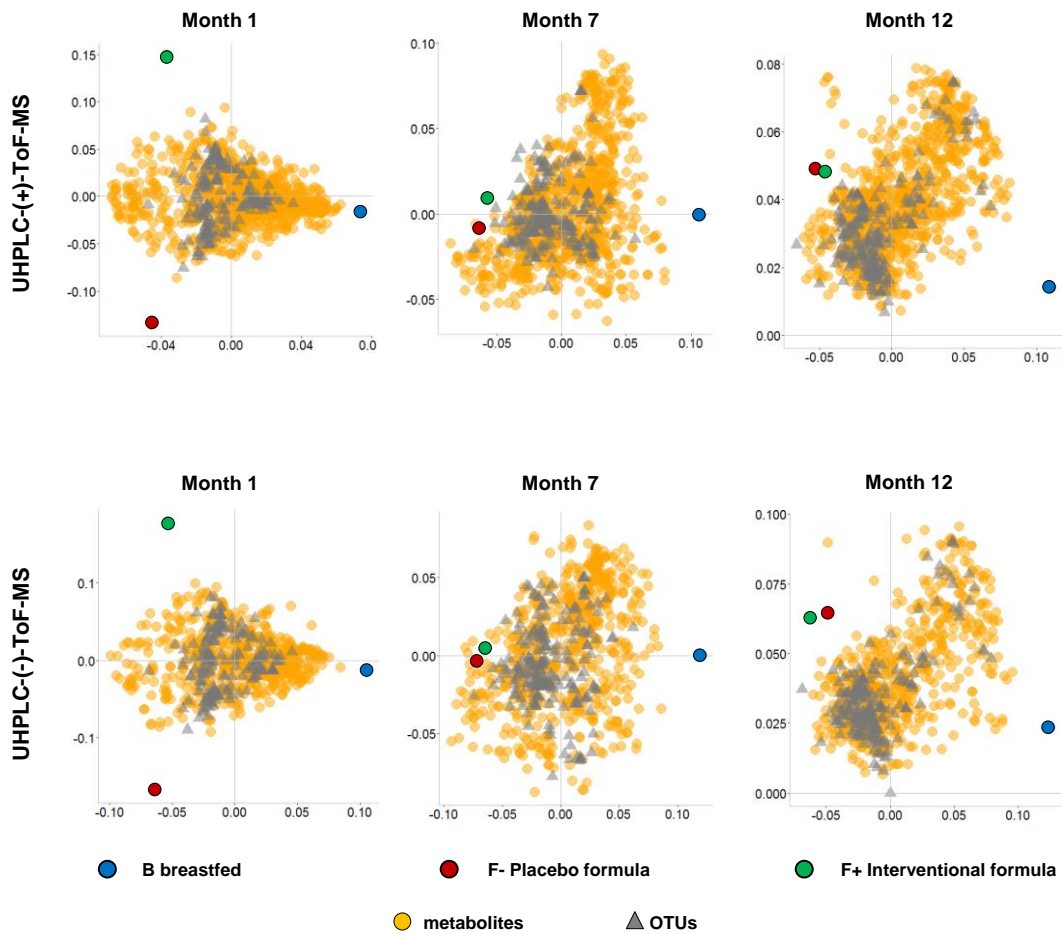 Month 1 Month 7 Month 12
UHPLC-(+)-ToF-MS
0.15
0.10
0.05
0.00
-0.05
-0.10
-0.04 0.00 0.04 0.0
0.10
0.05
0.00
-0.05
-0.05 0.00 0.05 0.10
0.08
0.06
0.04
0.02
0.00
-0.05 0.00 0.05 0.10
Month 1 Month 7 Month 12
UHPLC-(-)-ToF-MS
0.1
0.0
-0.1
-0.10 -0.05 0.00 0.05 0.10
0.05
0.00
-0.05
-0.10 -0.05 0.00 0.05 0.10
0.100
0.075
0.050
0.025
0.000
-0.05 0.00 0.05 0.10
B breastfed F- Placebo formula F+ Interventional formula
metabolites OTUs